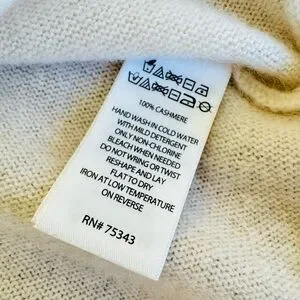 100% CASHMERE
HAND WASH IN COLD WATER
WITH MILD DETERGENT
ONLY NON-CHLORINE
BLEACH WHEN NEEDED
DO NOT WRING OR TWIST
RESHAPE AND LAY
FLAT TO DRY
IRON AT LOW TEMPERATURE
ON REVERSE
RN# 75343